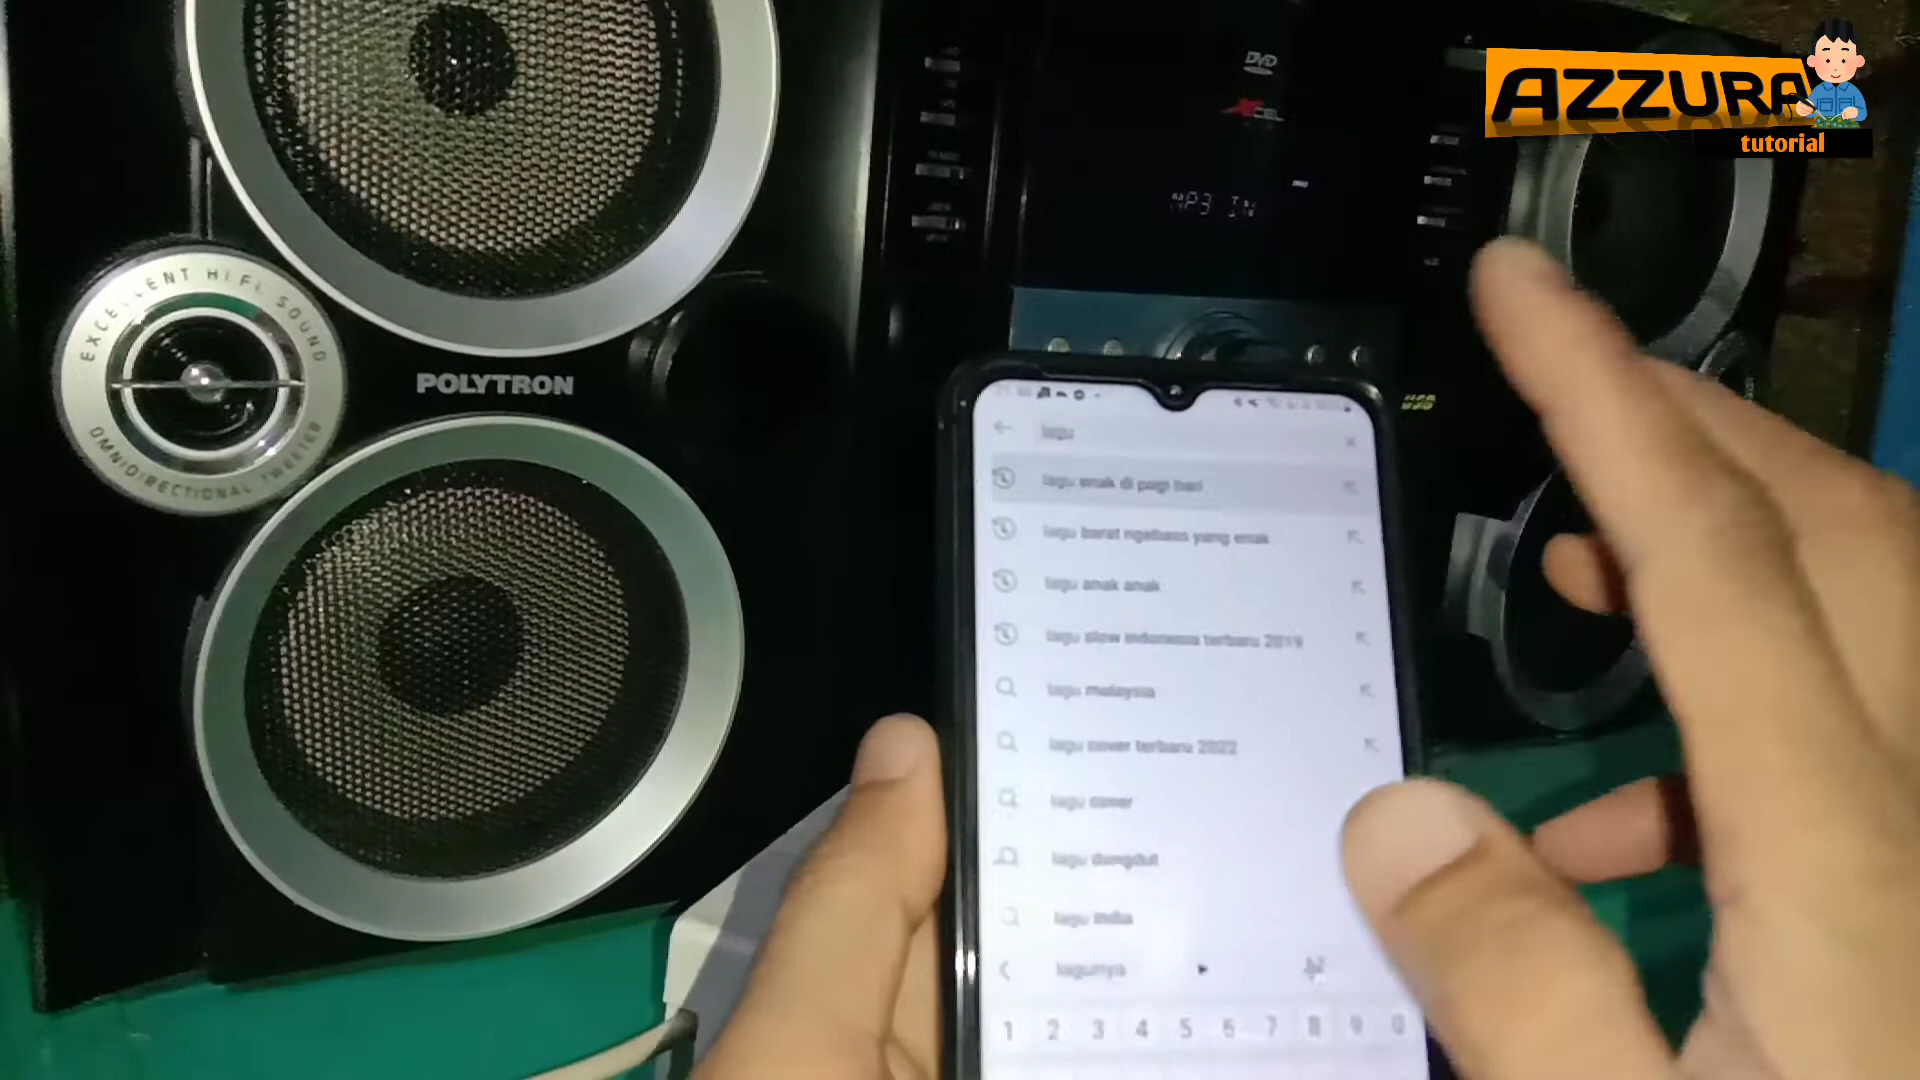 AZZURA
tutorial
DVD
MP3 IN
EXCELLENT HI FI SOUND
OMNIDIRECTIONAL TWEETER
POLYTRON
USB
lagu
lagu enak di pagi hari
lagu barat ngebass yang enak
lagu anak anak
lagu slow indonesia terbaru 2019
lagu malaysia
lagu cover terbaru 2022
lagu cover
lagu dangdut
lagu india
lagunya
1 2 3 4 5 6 7 8 9 0